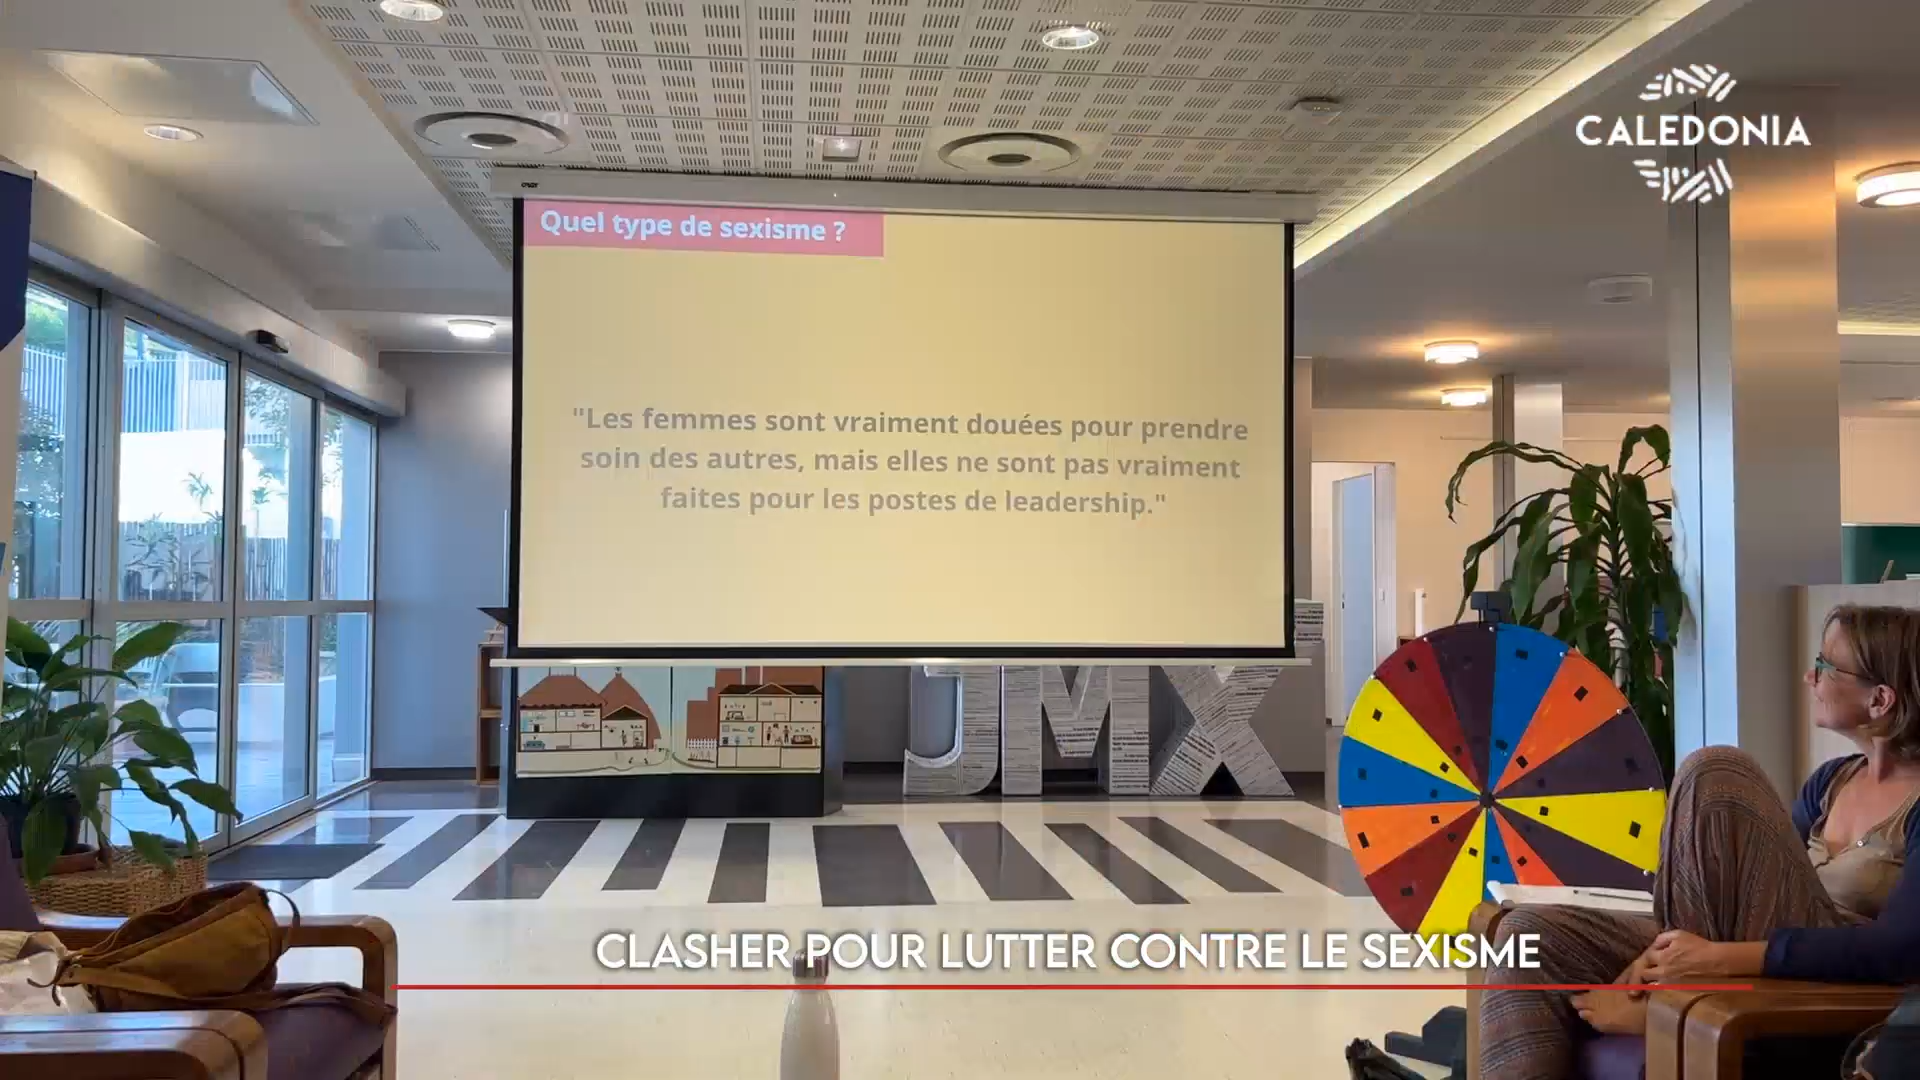 CALEDONIA
Quel type de sexisme ?
"Les femmes sont vraiment douées pour prendre
soin des autres, mais elles ne sont pas vraiment
faites pour les postes de leadership."
JMX
CLASHER POUR LUTTER CONTRE LE SEXISME